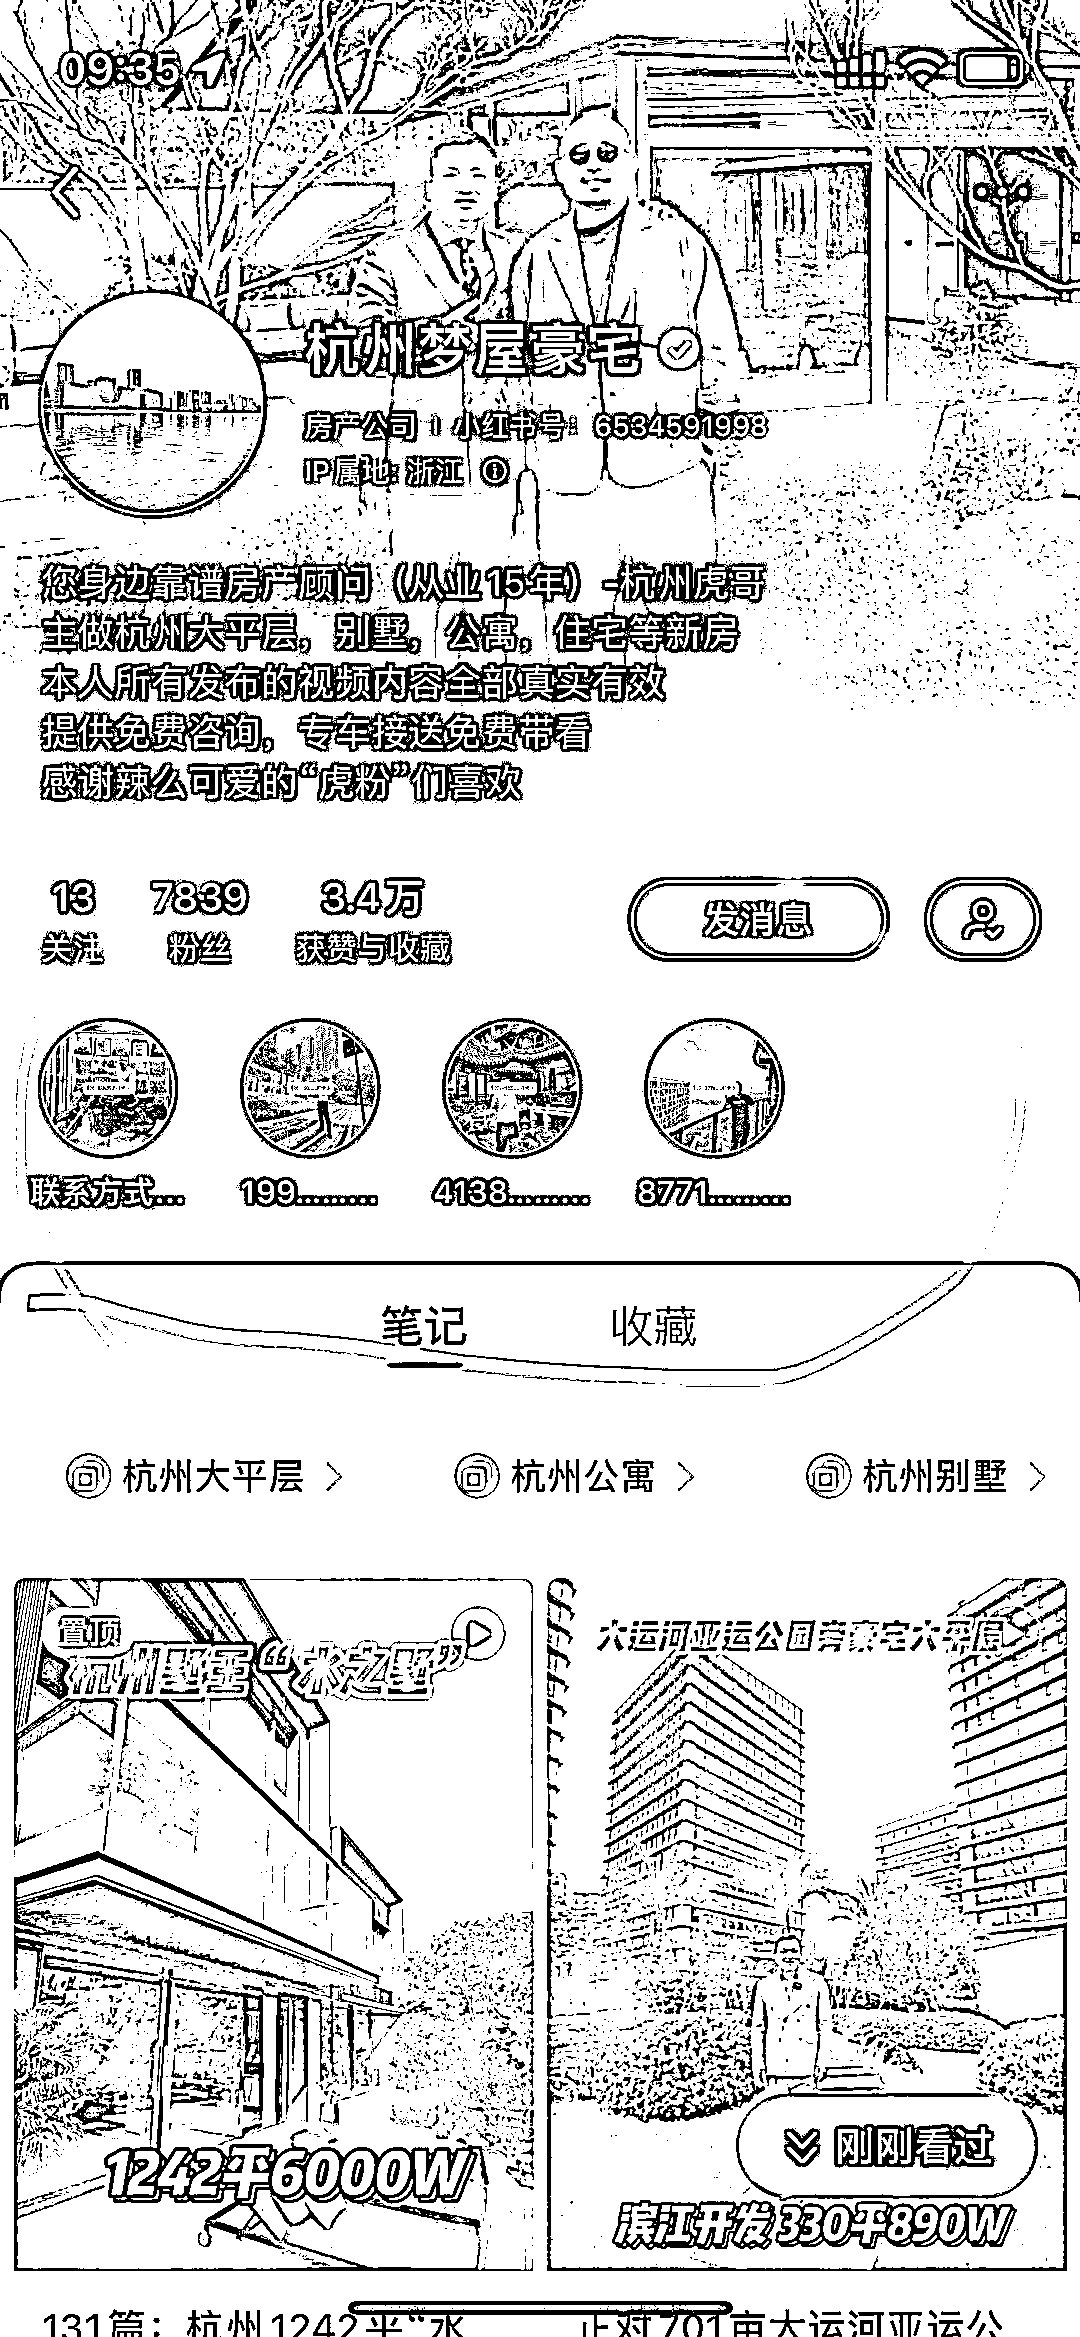 09:35
杭州梦屋豪宅
房产公司 | 小红书号：6534591998
IP属地：浙江
您身边靠谱房产顾问（从业15年）-杭州虎哥
主做杭州大平层，别墅，公寓，住宅等新房
本人所有发布的视频内容全部真实有效
提供免费咨询，专车接送免费带看
感谢辣么可爱的“虎粉”们喜欢
13 7839 3.4万
关注 粉丝 获赞与收藏
发消息
联系方式... 199......... 4138......... 8771.........
笔记 收藏
杭州大平层 杭州公寓 杭州别墅
置顶
杭州墅王“水之墅”
1242平6000W
大运河亚运公园旁豪宅大平层
刚刚看过
滨江开发330平890W
131篇：杭州1242平“水
正对701亩大运河亚运公